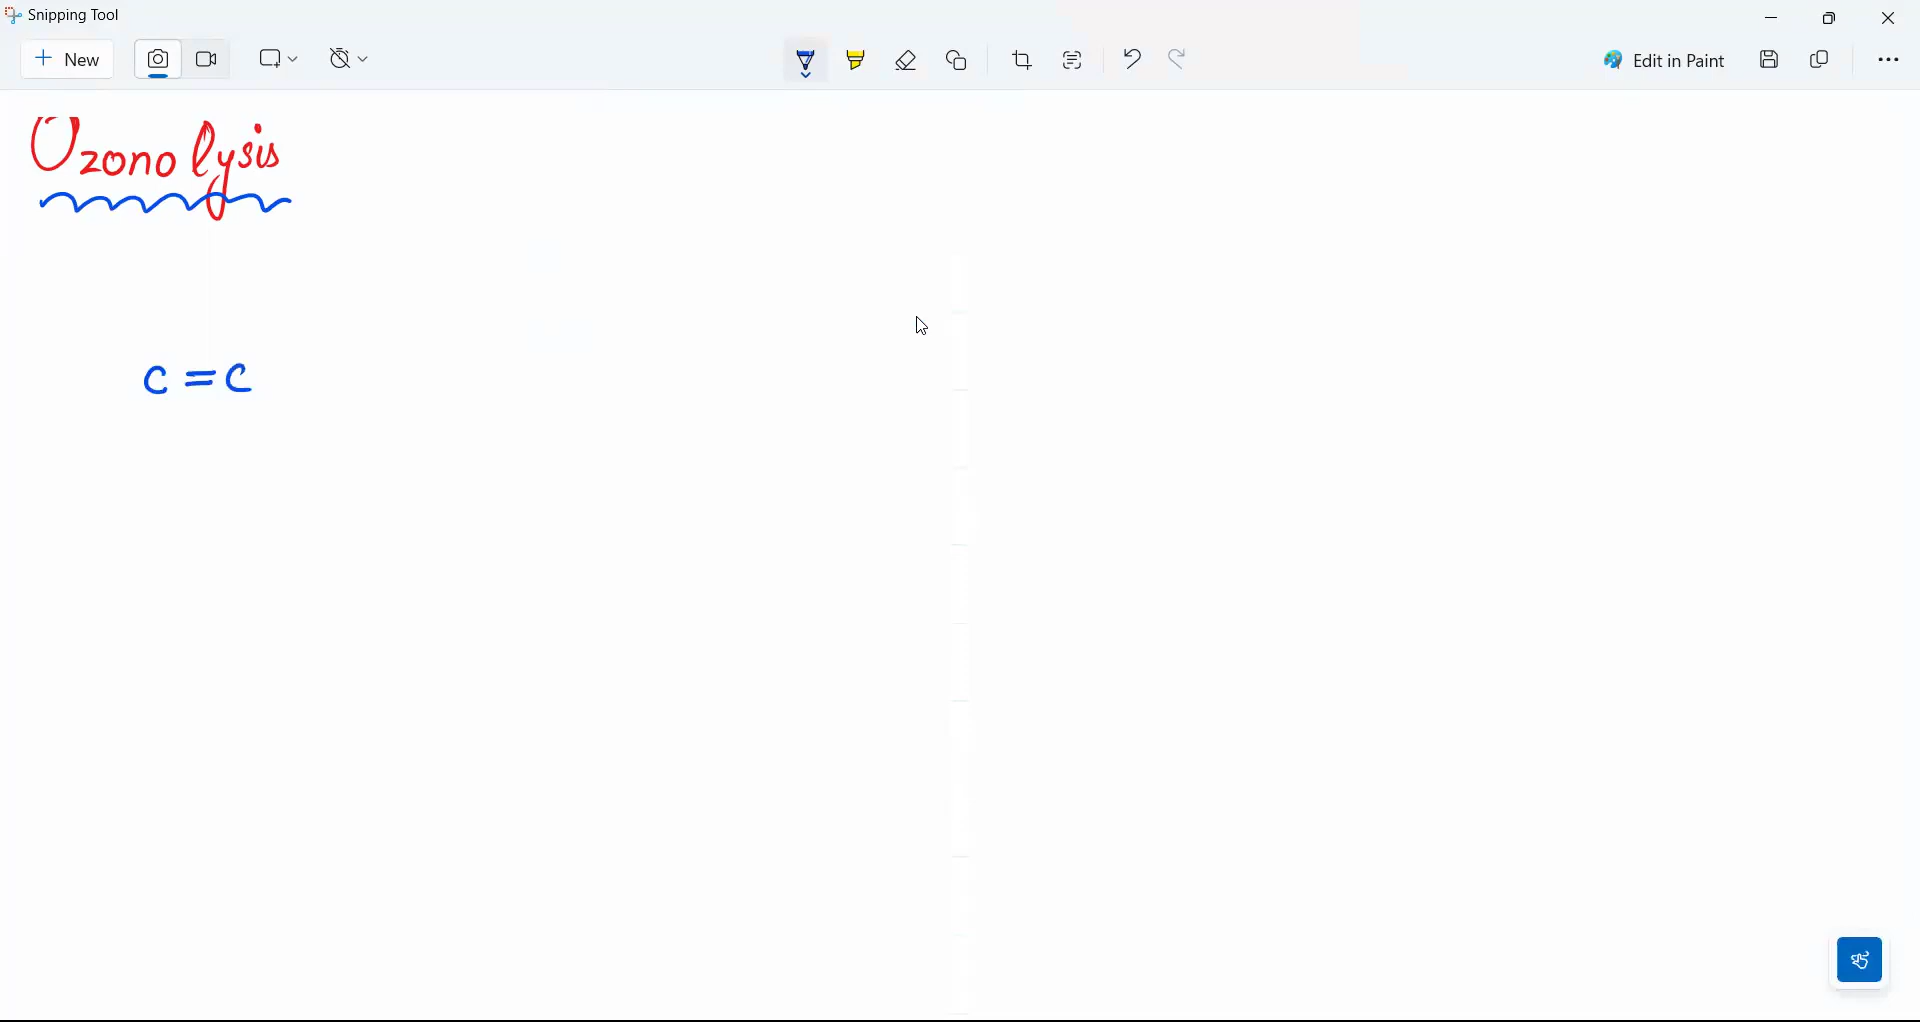 Snipping Tool
New
Edit in Paint
Ozonolysis
c = c